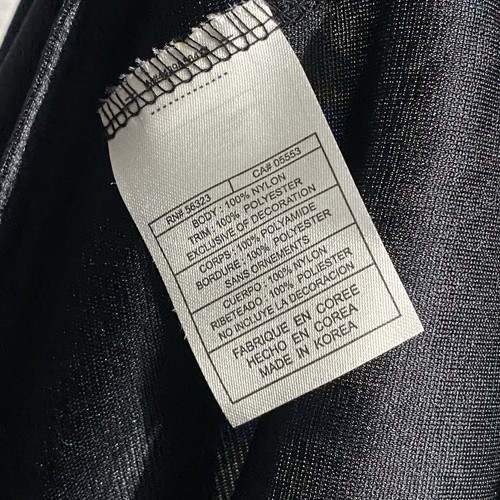 RN# 56323 CA# 05553
BODY : 100% NYLON
TRIM : 100% POLYESTER
EXCLUSIVE OF DECORATION
CORPS : 100% POLYAMIDE
BORDURE : 100% POLYESTER
SANS ORNEMENTS
CUERPO : 100% NYLON
RIBETEADO : 100% POLIESTER
NO INCLUYE LA DECORACION
FABRIQUE EN COREE
HECHO EN COREA
MADE IN KOREA